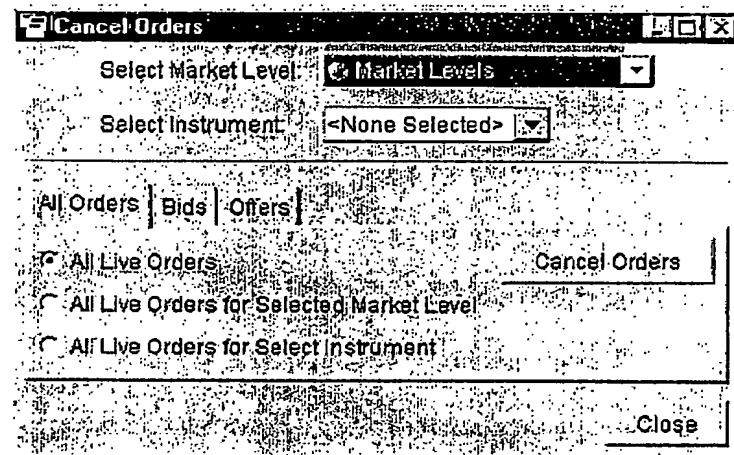 Cancel Orders
Select Market Level: Market Levels
Select Instrument: <None Selected>
All Orders Bids Offers
All Live Orders
Cancel Orders
All Live Orders for Selected Market Level
All Live Orders for Select Instrument
Close